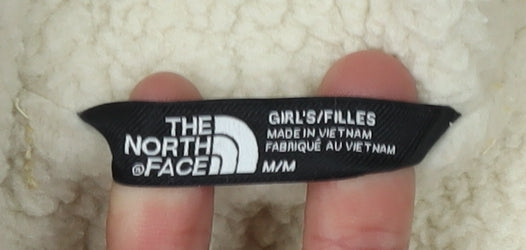 THE
NORTH
®FACE
GIRL'S/FILLES
MADE IN VIETNAM
FABRIQUÉ AU VIETNAM
M/M